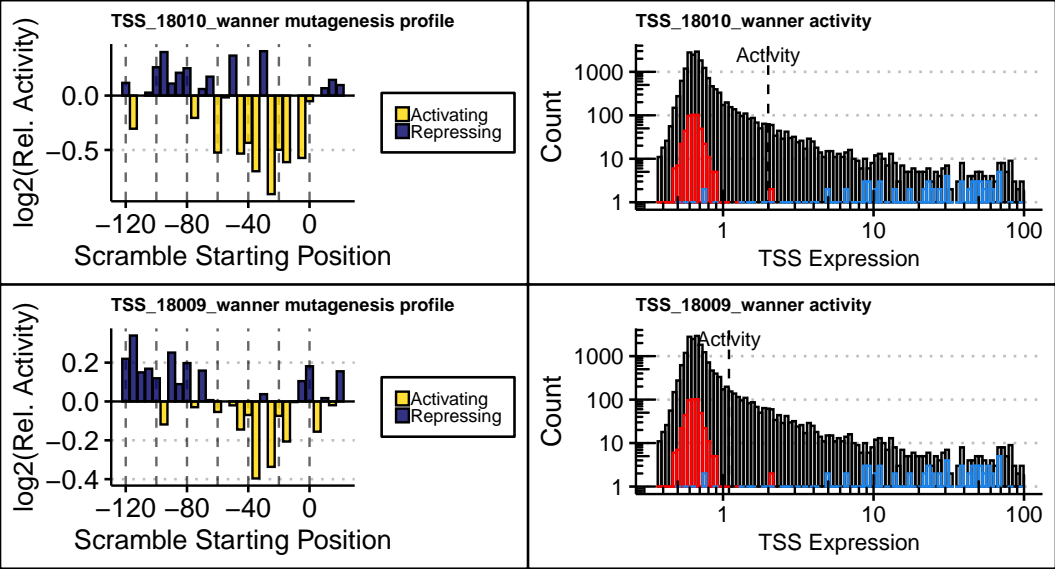 TSS_18010_wanner mutagenesis profile
log2(Rel. Activity)
0.0
−0.5
−120
−80
−40
0
Scramble Starting Position
Activating
Repressing
TSS_18010_wanner activity
Activity
Count
1000
100
10
1
1
10
100
TSS Expression
TSS_18009_wanner mutagenesis profile
log2(Rel. Activity)
0.2
0.0
−0.2
−0.4
−120
−80
−40
0
Scramble Starting Position
Activating
Repressing
TSS_18009_wanner activity
Activity
Count
1000
100
10
1
1
10
100
TSS Expression